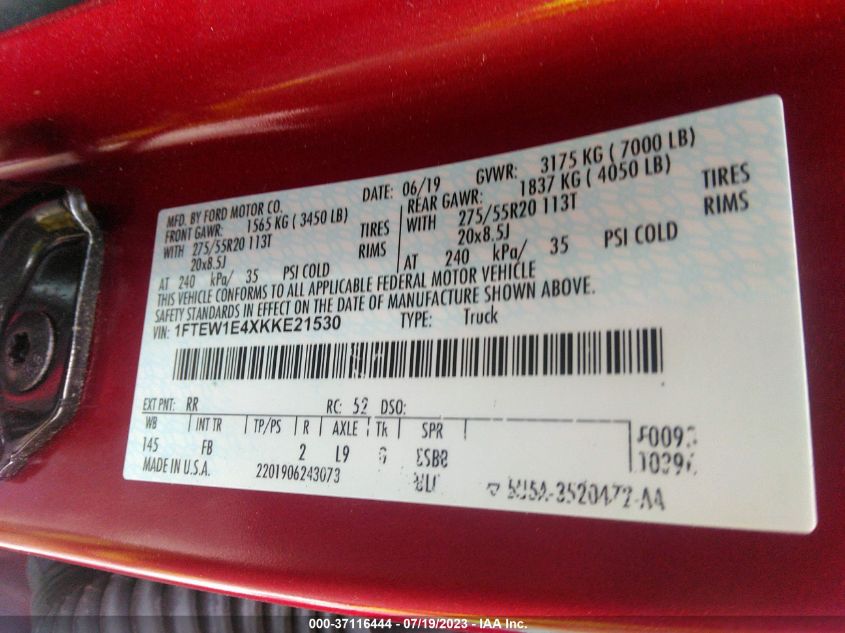 MFD. BY FORD MOTOR CO.
DATE: 06/19 GVWR: 3175 KG ( 7000 LB)
FRONT GAWR: 1565 KG ( 3450 LB) REAR GAWR: 1837 KG ( 4050 LB)
WITH 275/55R20 113T TIRES WITH 275/55R20 113T TIRES
20x8.5J RIMS 20x8.5J RIMS
AT 240 kPa/ 35 PSI COLD AT 240 kPa/ 35 PSI COLD
THIS VEHICLE CONFORMS TO ALL APPLICABLE FEDERAL MOTOR VEHICLE
SAFETY STANDARDS IN EFFECT ON THE DATE OF MANUFACTURE SHOWN ABOVE.
VIN: 1FTEW1E4XKKE21530 TYPE: Truck
EXT PNT: RR RC: 52 DSO:
WB INT TR TP/PS R AXLE TR SPR
145 FB 2 L9
MADE IN U.S.A. 2201906243073
000-37116444 - 07/19/2023 - ©IAA Inc.